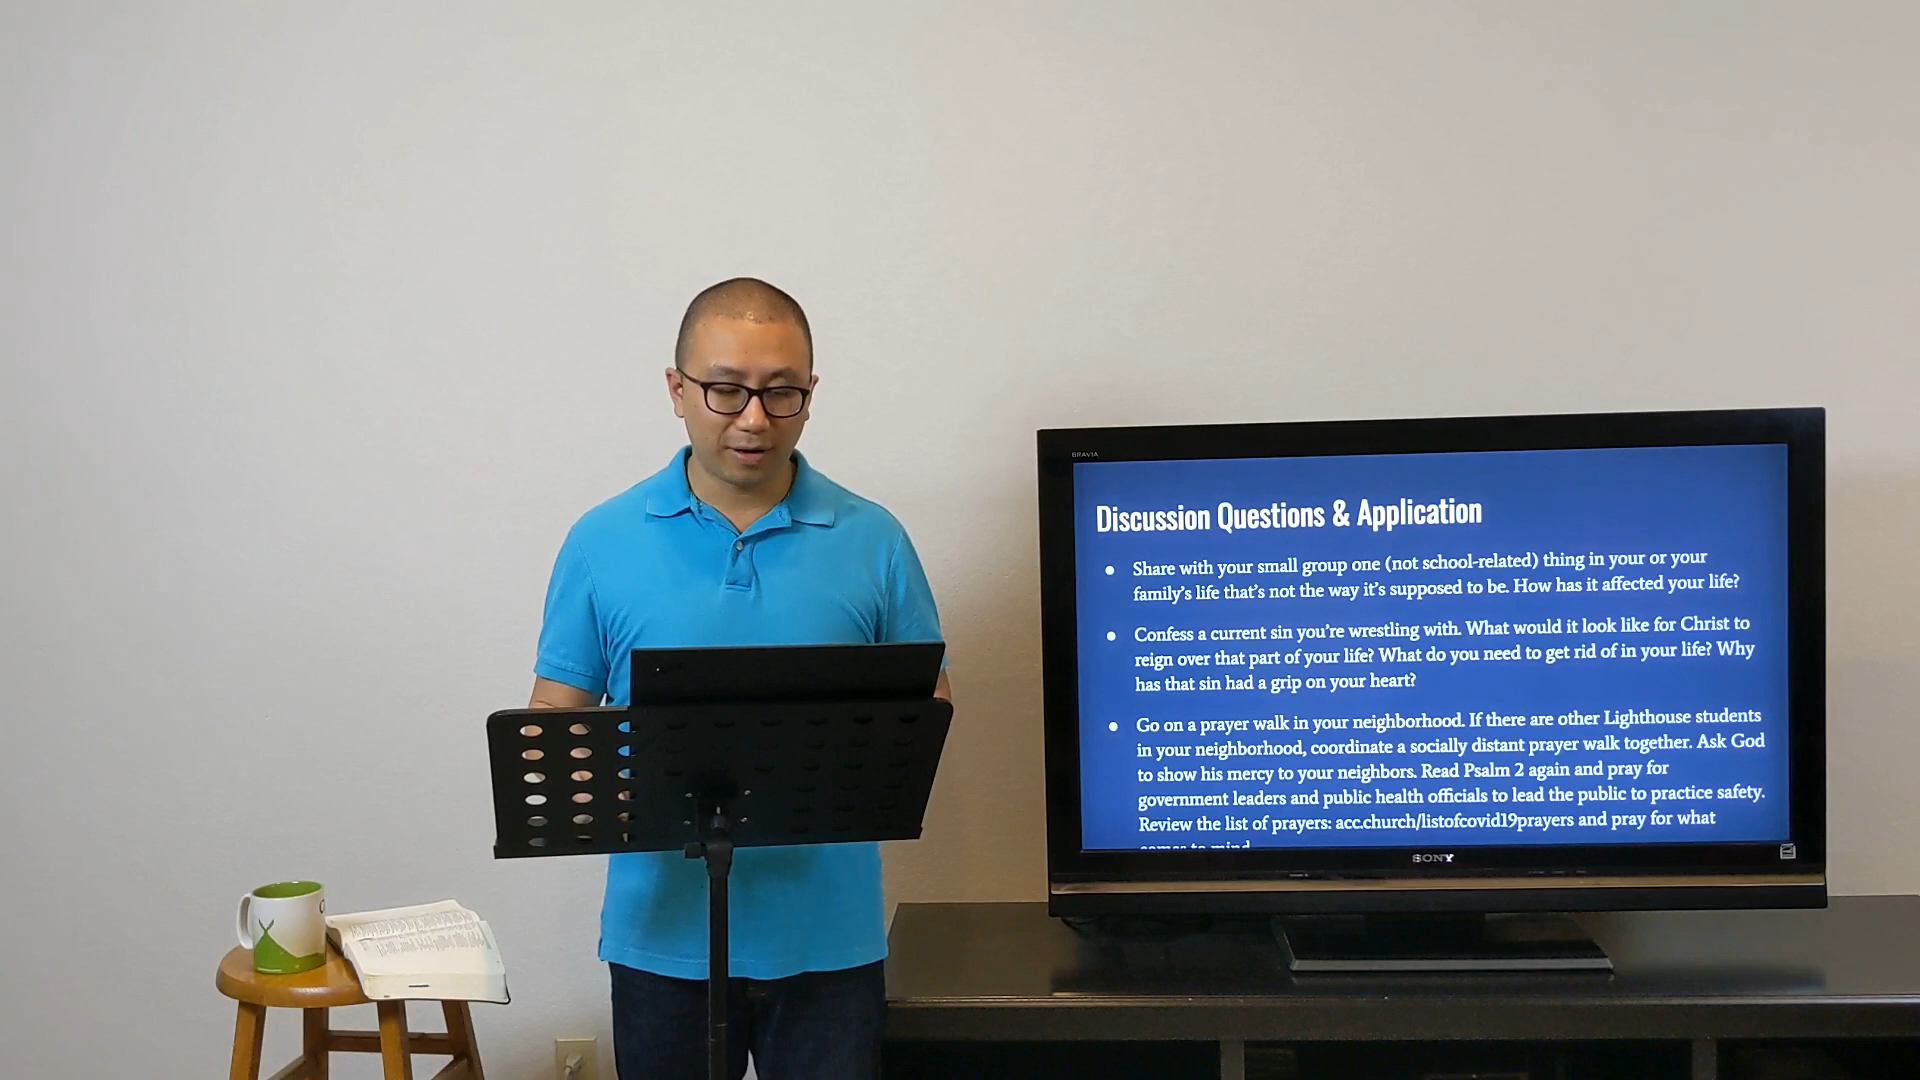 BRAVIA
Discussion Questions & Application
● Share with your small group one (not school-related) thing in your or your
family's life that's not the way it's supposed to be. How has it affected your life?
● Confess a current sin you're wrestling with. What would it look like for Christ to
reign over that part of your life? What do you need to get rid of in your life? Why
has that sin had a grip on your heart?
● Go on a prayer walk in your neighborhood. If there are other Lighthouse students
in your neighborhood, coordinate a socially distant prayer walk together. Ask God
to show his mercy to your neighbors. Read Psalm 2 again and pray for
government leaders and public health officials to lead the public to practice safety.
Review the list of prayers: acc.church/listofcovid19prayers and pray for what
comes to mind
SONY